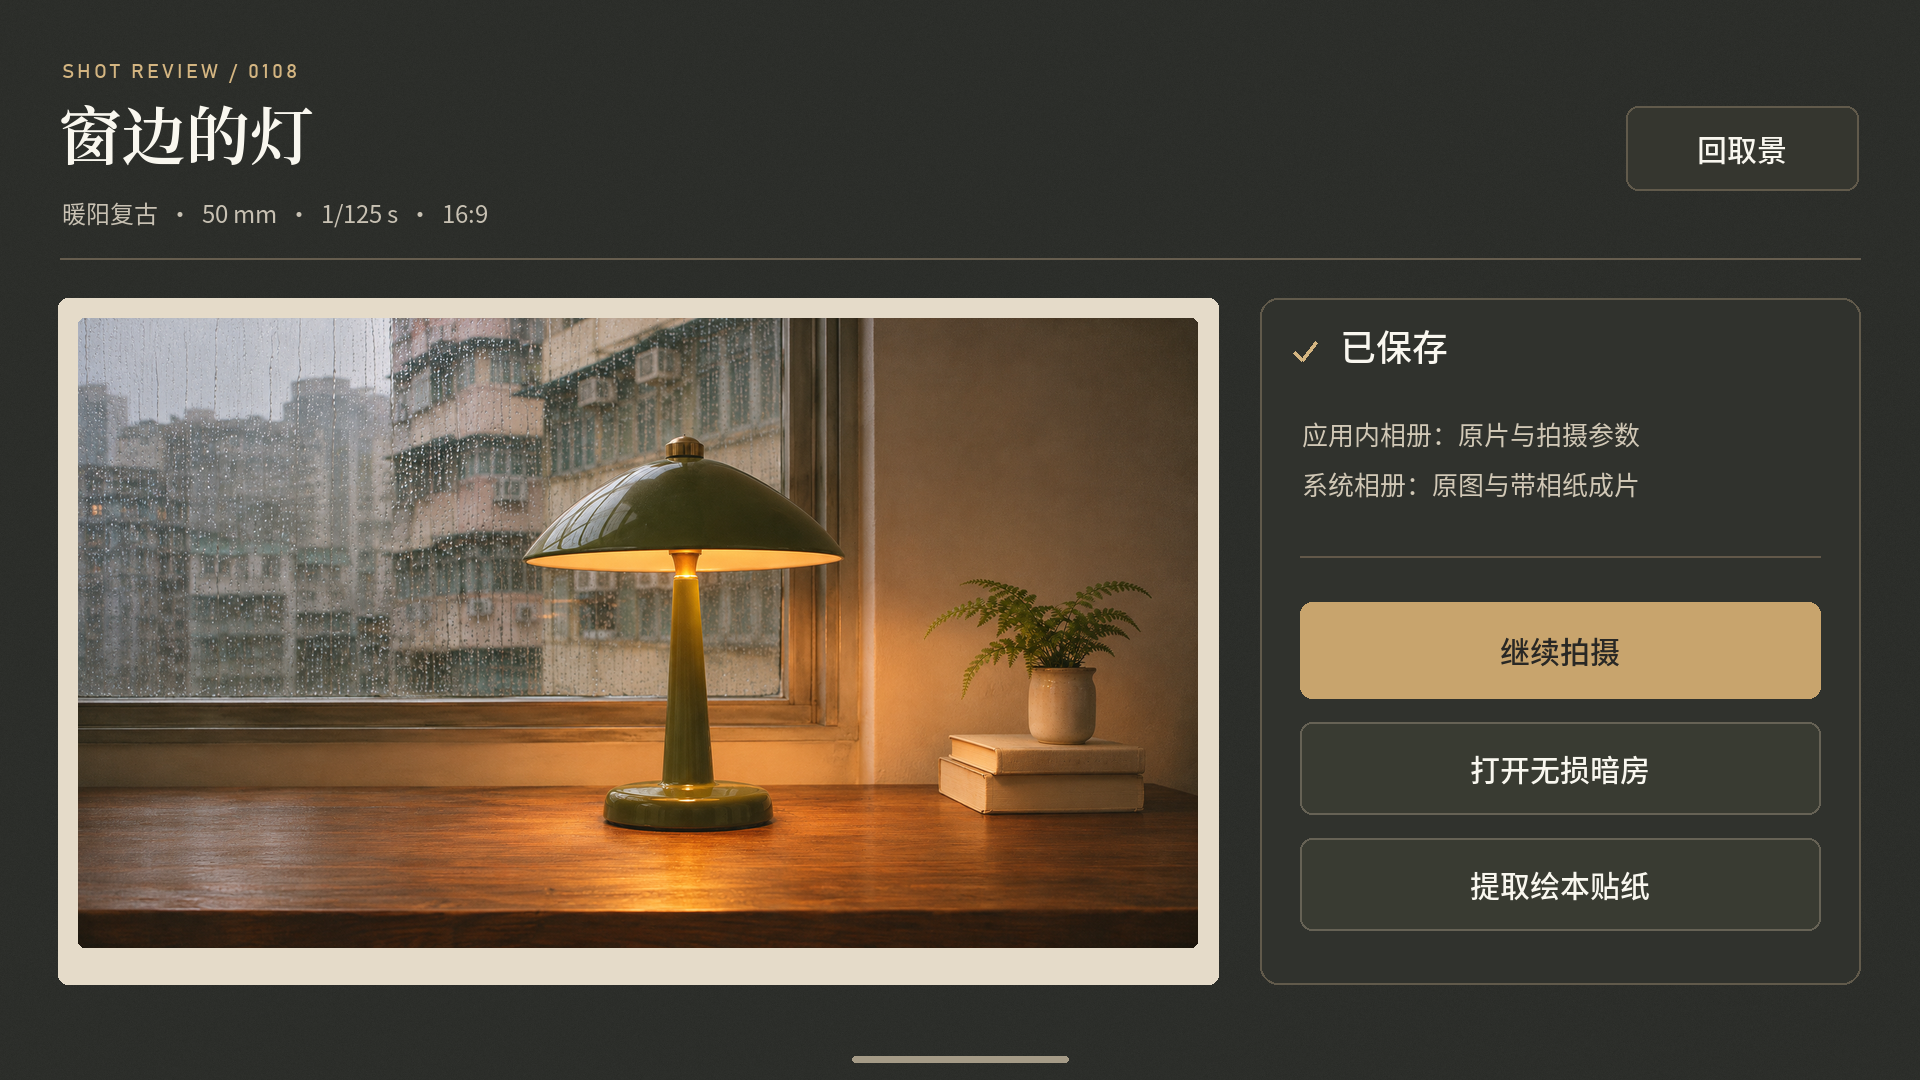 SHOT REVIEW / 0108
窗边的灯
暖阳复古 • 50 mm • 1/125 s • 16:9
回取景
已保存
应用内相册：原片与拍摄参数
系统相册：原图与带相纸成片
继续拍摄
打开无损暗房
提取绘本贴纸